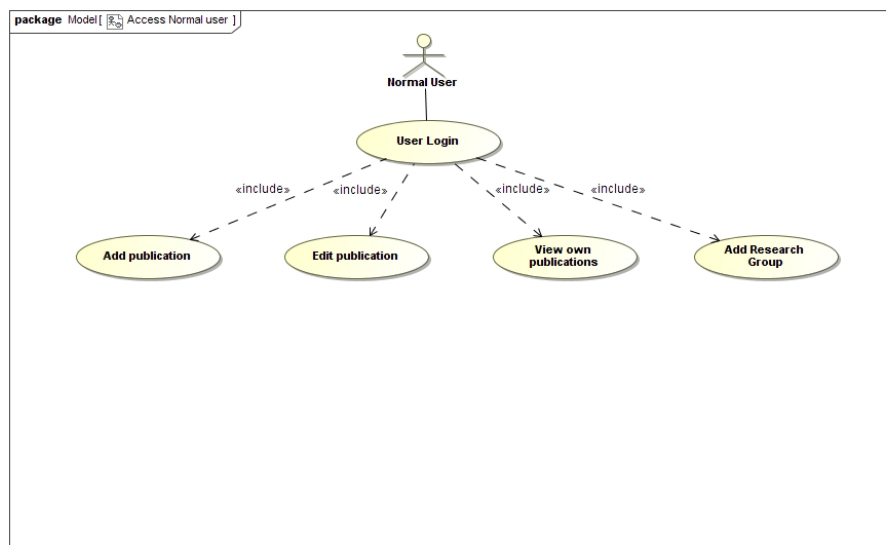 package Model [ Access Normal user ]
Normal User
User Login
«include»
«include»
«include»
«include»
Add publication
Edit publication
View own
publications
Add Research
Group